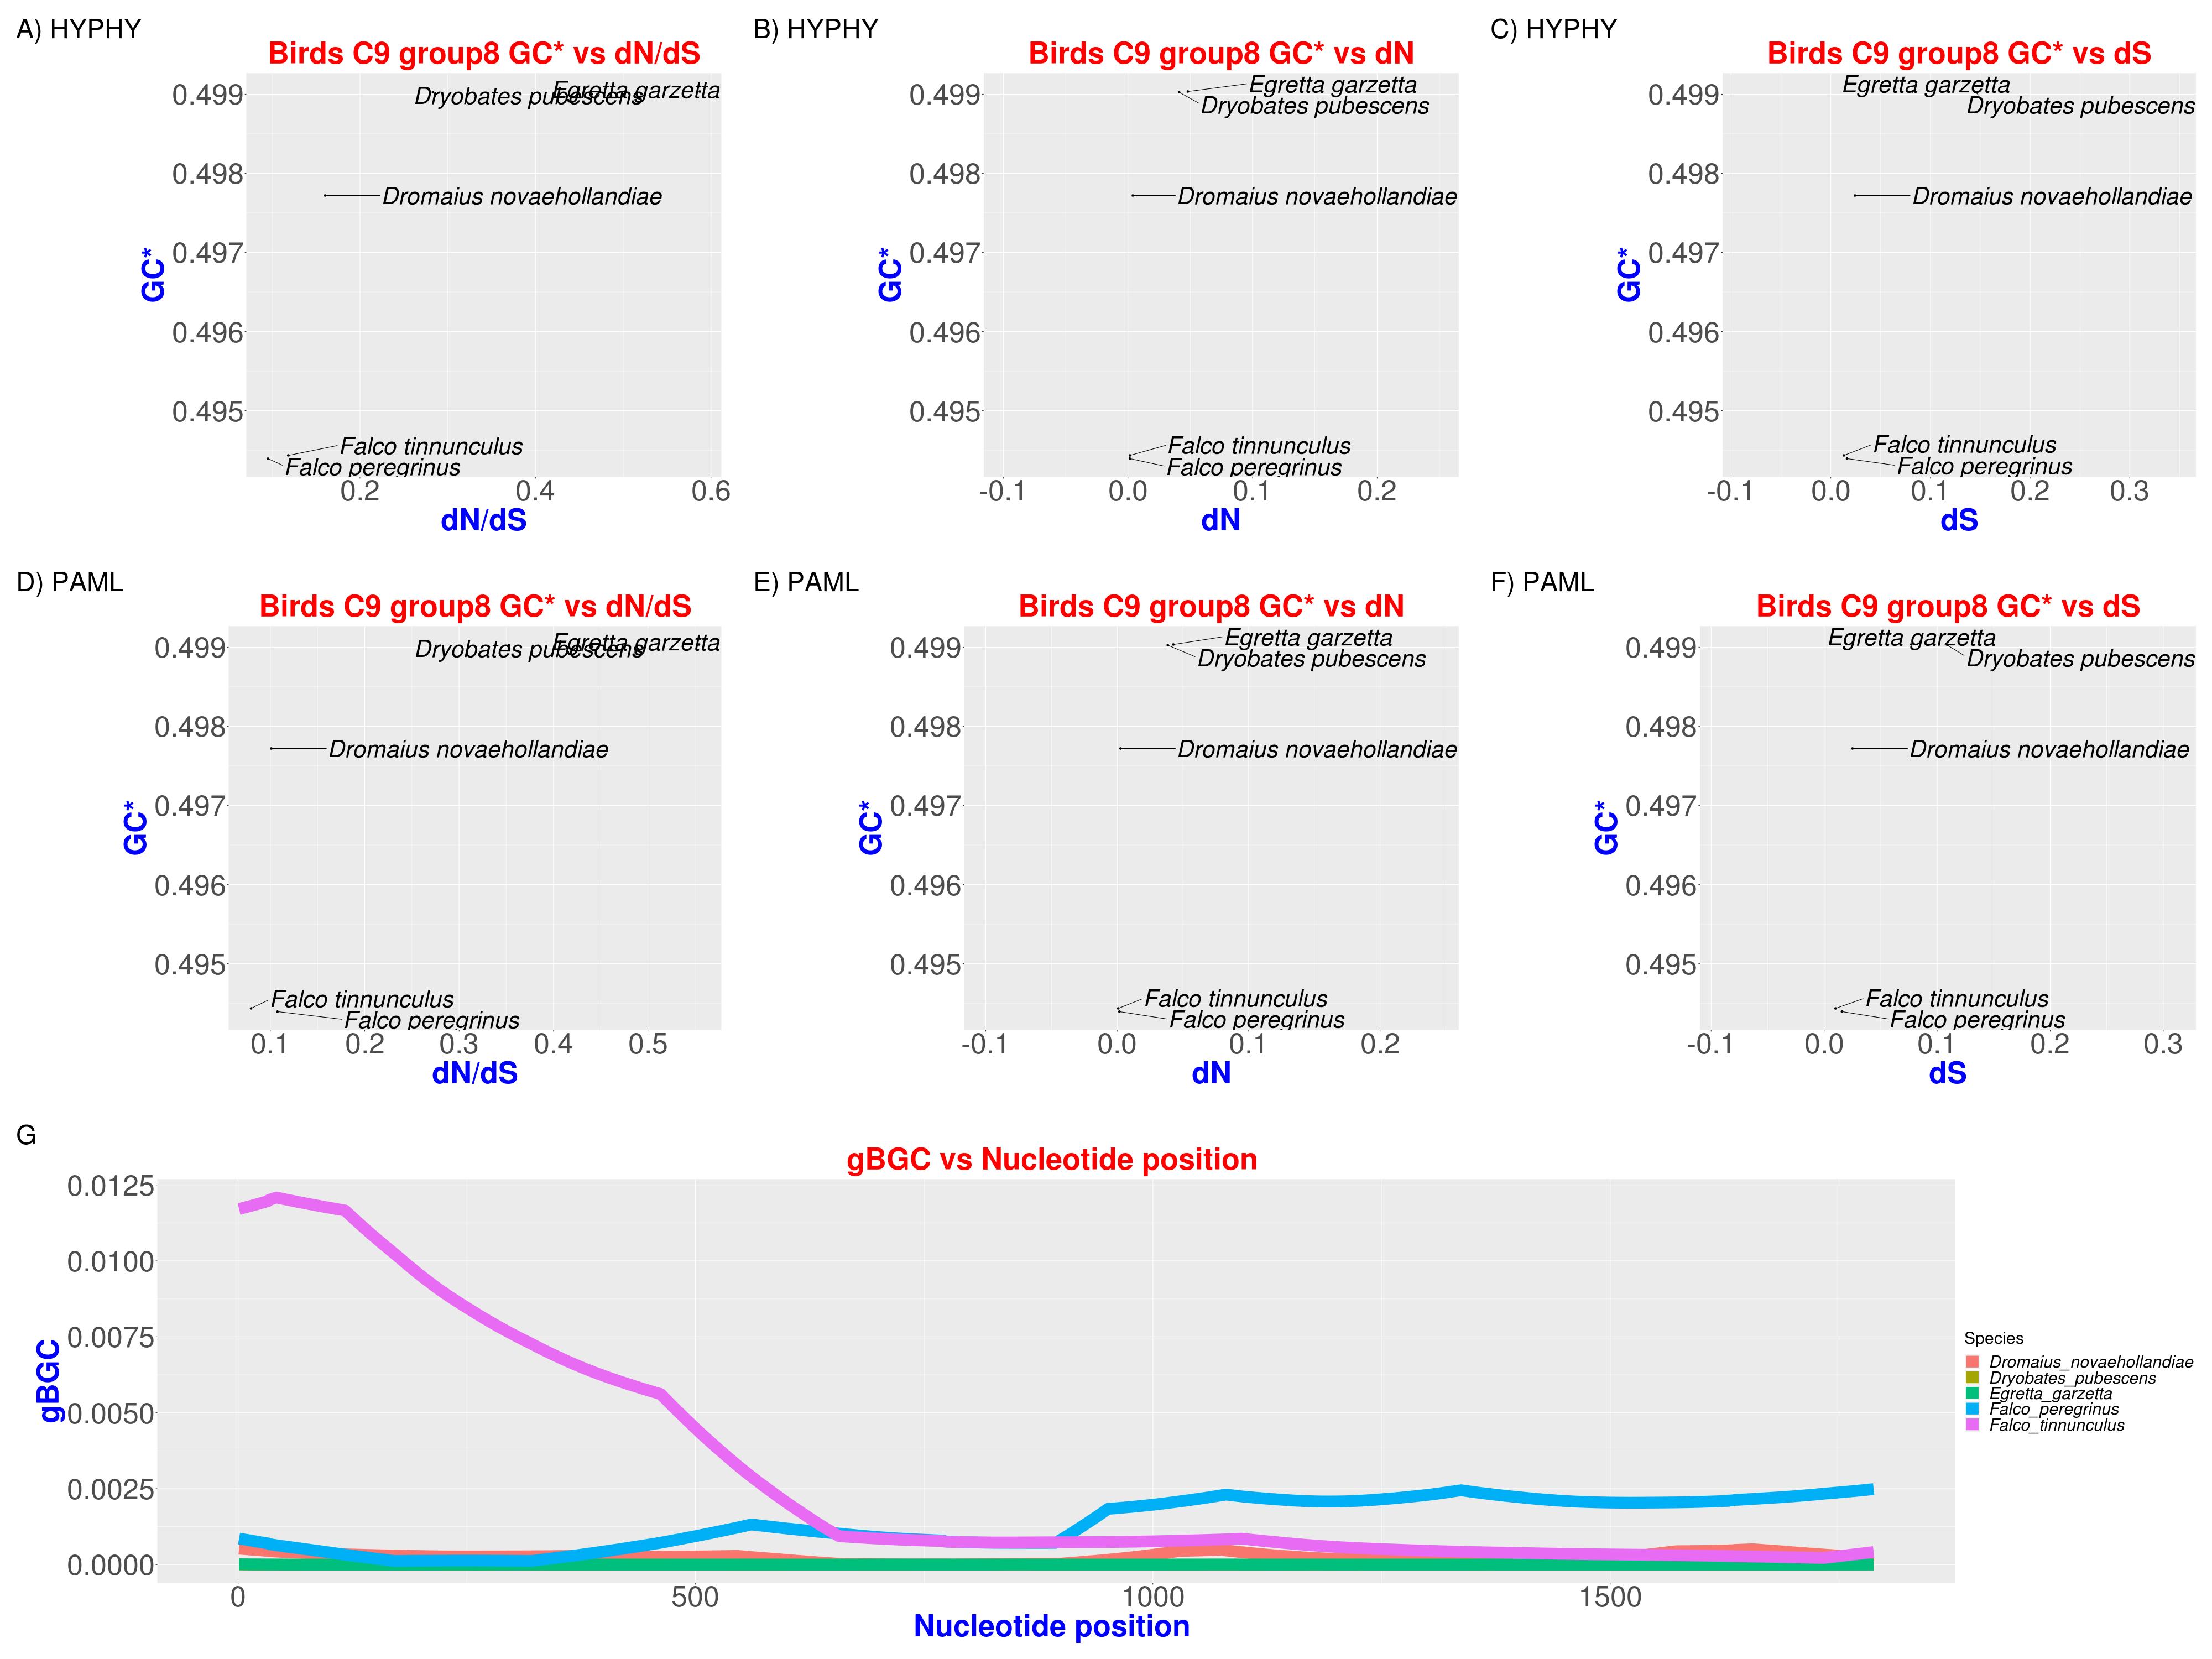 A) HYPHY
Birds C9 group8 GC* vs dN/dS
0.499
0.498
0.497
0.496
0.495
GC*
Dryobates pubescens
Egretta garzetta
Dromaius novaehollandiae
Falco tinnunculus
Falco peregrinus
0.2
0.4
0.6
dN/dS
B) HYPHY
Birds C9 group8 GC* vs dN
0.499
0.498
0.497
0.496
0.495
GC*
Egretta garzetta
Dryobates pubescens
Dromaius novaehollandiae
Falco tinnunculus
Falco peregrinus
-0.1
0.0
0.1
0.2
dN
C) HYPHY
Birds C9 group8 GC* vs dS
0.499
0.498
0.497
0.496
0.495
GC*
Egretta garzetta
Dryobates pubescens
Dromaius novaehollandiae
Falco tinnunculus
Falco peregrinus
-0.1
0.0
0.1
0.2
0.3
dS
D) PAML
Birds C9 group8 GC* vs dN/dS
0.499
0.498
0.497
0.496
0.495
GC*
Dryobates pubescens
Egretta garzetta
Dromaius novaehollandiae
Falco tinnunculus
Falco peregrinus
0.1
0.2
0.3
0.4
0.5
dN/dS
E) PAML
Birds C9 group8 GC* vs dN
0.499
0.498
0.497
0.496
0.495
GC*
Egretta garzetta
Dryobates pubescens
Dromaius novaehollandiae
Falco tinnunculus
Falco peregrinus
-0.1
0.0
0.1
0.2
dN
F) PAML
Birds C9 group8 GC* vs dS
0.499
0.498
0.497
0.496
0.495
GC*
Egretta garzetta
Dryobates pubescens
Dromaius novaehollandiae
Falco tinnunculus
Falco peregrinus
-0.1
0.0
0.1
0.2
0.3
dS
G
gBGC vs Nucleotide position
0.0125
0.0100
0.0075
0.0050
0.0025
0.0000
gBGC
0
500
1000
1500
Nucleotide position
Species
Dromaius_novaehollandiae
Dryobates_pubescens
Egretta_garzetta
Falco_peregrinus
Falco_tinnunculus